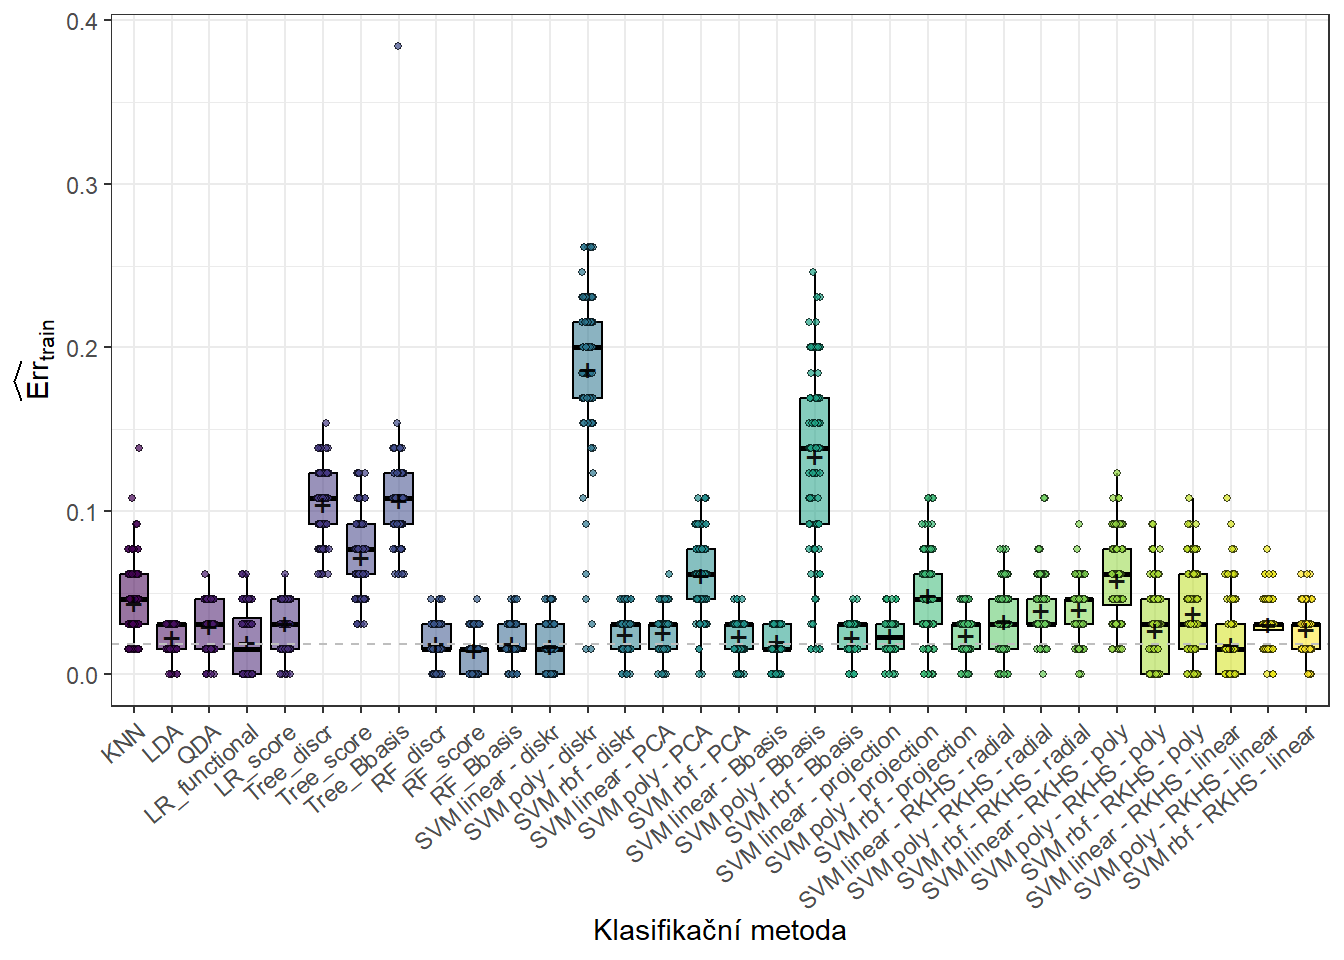 0.4
0.3
0.2
0.1
0.0
Err train
KNN
LDA
QDA
LR_functional
LR_score
Tree_discr
Tree_score
Tree_Bbasis
RF_discr
RF_score
RF_Bbasis
SVM linear - diskr
SVM poly - diskr
SVM rbf - diskr
SVM linear - PCA
SVM poly - PCA
SVM rbf - PCA
SVM linear - Bbasis
SVM poly - Bbasis
SVM rbf - Bbasis
SVM linear - projection
SVM poly - projection
SVM rbf - projection
SVM linear - RKHS - radial
SVM poly - RKHS - radial
SVM rbf - RKHS - radial
SVM linear - RKHS - poly
SVM poly - RKHS - poly
SVM rbf - RKHS - poly
SVM linear - RKHS - linear
SVM poly - RKHS - linear
SVM rbf - RKHS - linear
Klasifikační metoda